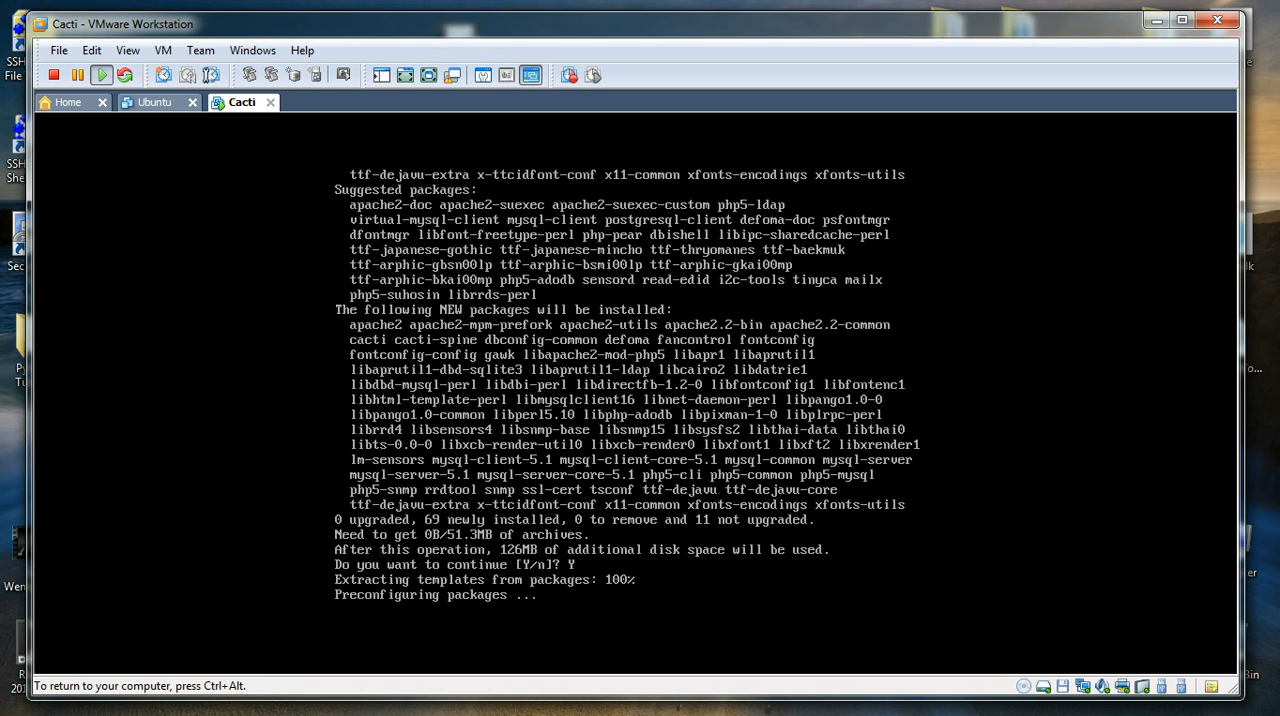 Cacti - VMware Workstation
File Edit View VM Team Windows Help
Home Ubuntu Cacti
ttf-dejavu-extra x-ttcidfont-conf x11-common xfonts-encodings xfonts-utils
Suggested packages:
apache2-doc apache2-suexec apache2-suexec-custom php5-ldap
virtual-mysql-client mysql-client postgresql-client defoma-doc psfontmgr
dfontmgr libfont-freetype-perl php-pear dbishell libipc-sharedcache-perl
ttf-japanese-gothic ttf-japanese-mincho ttf-thryomanes ttf-baekmuk
ttf-arphic-gbsn00lp ttf-arphic-bsmi00lp ttf-arphic-gkai00mp
ttf-arphic-bkai00mp php5-adodb sensord read-edid i2c-tools tinyca mailx
php5-suhosin librrds-perl
The following NEW packages will be installed:
apache2 apache2-mpm-prefork apache2-utils apache2.2-bin apache2.2-common
cacti cacti-spine dbconfig-common defoma fancontrol fontconfig
fontconfig-config gawk libapache2-mod-php5 libapr1 libaprutil1
libaprutil1-dbd-sqlite3 libaprutil1-ldap libcairo2 libdatrie1
libdbd-mysql-perl libdbi-perl libdirectfb-1.2-0 libfontconfig1 libfontenc1
libhtml-template-perl libmysqlclient16 libnet-daemon-perl libpango1.0-0
libpango1.0-common libperl5.10 libphp-adodb libpixman-1-0 libplrpc-perl
librrd4 libsensors4 libsnmp-base libsnmp15 libsysfs2 libthai-data libthai0
libts-0.0-0 libxcb-render-util0 libxcb-render0 libxfont1 libxft2 libxrender1
lm-sensors mysql-client-5.1 mysql-client-core-5.1 mysql-common mysql-server
mysql-server-5.1 mysql-server-core-5.1 php5-cli php5-common php5-mysql
php5-snmp rrdtool snmp ssl-cert tsconf ttf-dejavu ttf-dejavu-core
ttf-dejavu-extra x-ttcidfont-conf x11-common xfonts-encodings xfonts-utils
0 upgraded, 69 newly installed, 0 to remove and 11 not upgraded.
Need to get 0B/51.3MB of archives.
After this operation, 126MB of additional disk space will be used.
Do you want to continue [Y/n]? Y
Extracting templates from packages: 100%
Preconfiguring packages ...
To return to your computer, press Ctrl+Alt.
SSH
File
SSH
She
Sec
Py
Tu
Wen
R
201